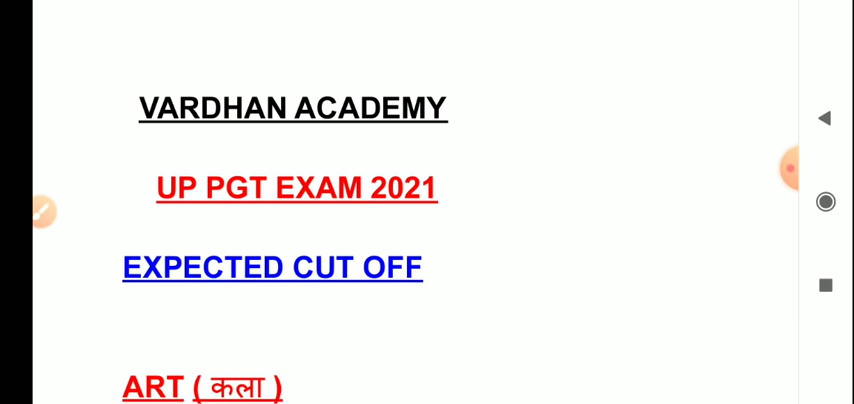 VARDHAN ACADEMY
UP PGT EXAM 2021
EXPECTED CUT OFF
ART ( कला )